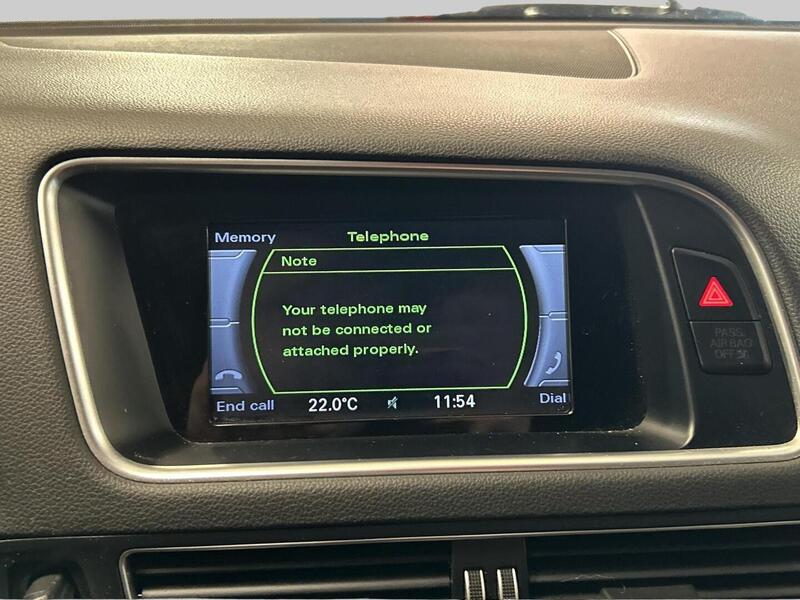 Memory Telephone
Note
Your telephone may
not be connected or
attached properly.
End call 22.0°C 11:54 Dial
PASS.
AIR BAG
OFF